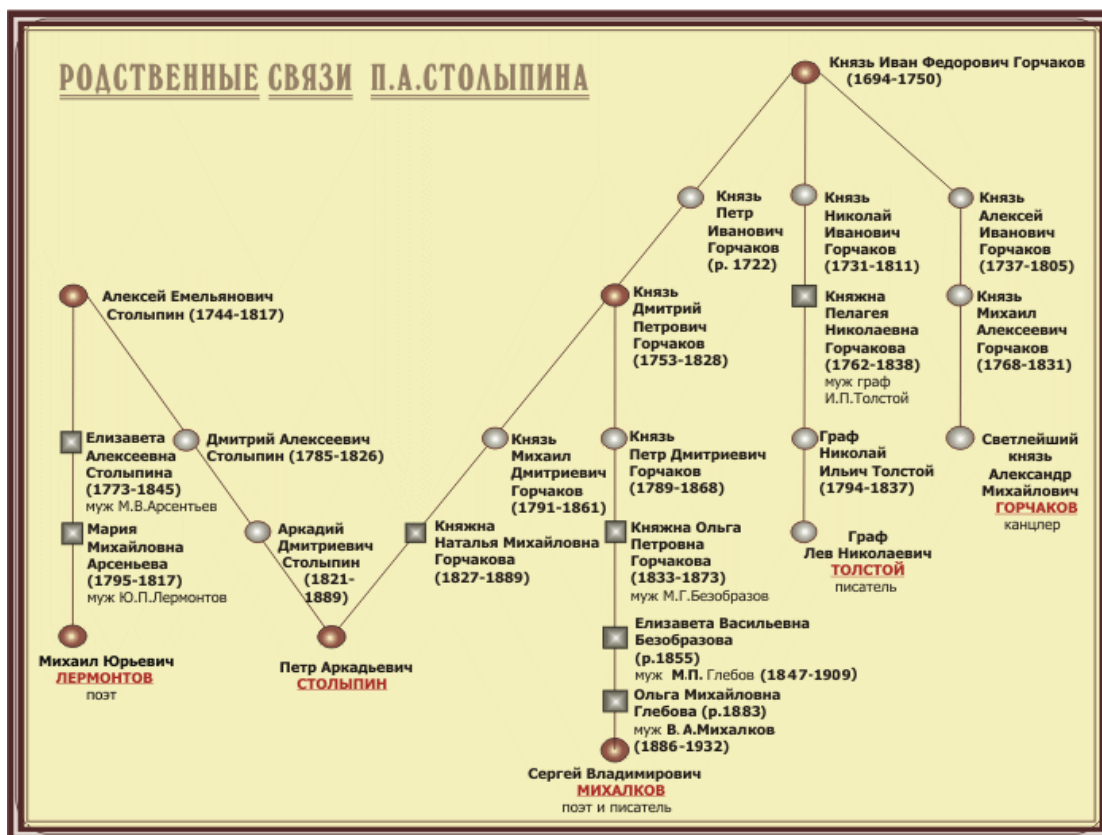 РОДСТВЕННЫЕ СВЯЗИ П.А.СТОЛЫПИНА
Князь Иван Федорович Горчаков
(1694-1750)
Князь
Петр
Иванович
Горчаков
(р. 1722)
Князь
Николай
Иванович
Горчаков
(1731-1811)
Князь
Алексей
Иванович
Горчаков
(1737-1805)
Алексей Емельянович
Столыпин (1744-1817)
Князь
Дмитрий
Петрович
Горчаков
(1753-1828)
Княжна
Пелагея
Николаевна
Горчакова
(1762-1838)
муж граф
И.П.Толстой
Князь
Михаил
Алексеевич
Горчаков
(1768-1831)
Елизавета
Алексеевна
Столыпина
(1773-1845)
муж М.В.Арсентьев
Дмитрий Алексеевич
Столыпин (1785-1826)
Князь
Михаил
Дмитриевич
Горчаков
(1791-1861)
Князь
Петр Дмитриевич
Горчаков
(1789-1868)
Граф
Николай
Ильич Толстой
(1794-1837)
Светлейший
князь
Александр
Михайлович
ГОРЧАКОВ
канцлер
Мария
Михайловна
Арсеньева
(1795-1817)
муж Ю.П.Лермонтов
Аркадий
Дмитриевич
Столыпин
(1821-
1889)
Княжна
Наталья Михайловна
Горчакова
(1827-1889)
Княжна Ольга
Петровна
Горчакова
(1833-1873)
муж М.Г.Безобразов
Граф
Лев Николаевич
ТОЛСТОЙ
писатель
Михаил Юрьевич
ЛЕРМОНТОВ
поэт
Петр Аркадьевич
СТОЛЫПИН
Елизавета Васильевна
Безобразова
(р.1855)
муж М.П. Глебов (1847-1909)
Ольга Михайловна
Глебова (р.1883)
муж В.А.Михалков
(1886-1932)
Сергей Владимирович
МИХАЛКОВ
поэт и писатель